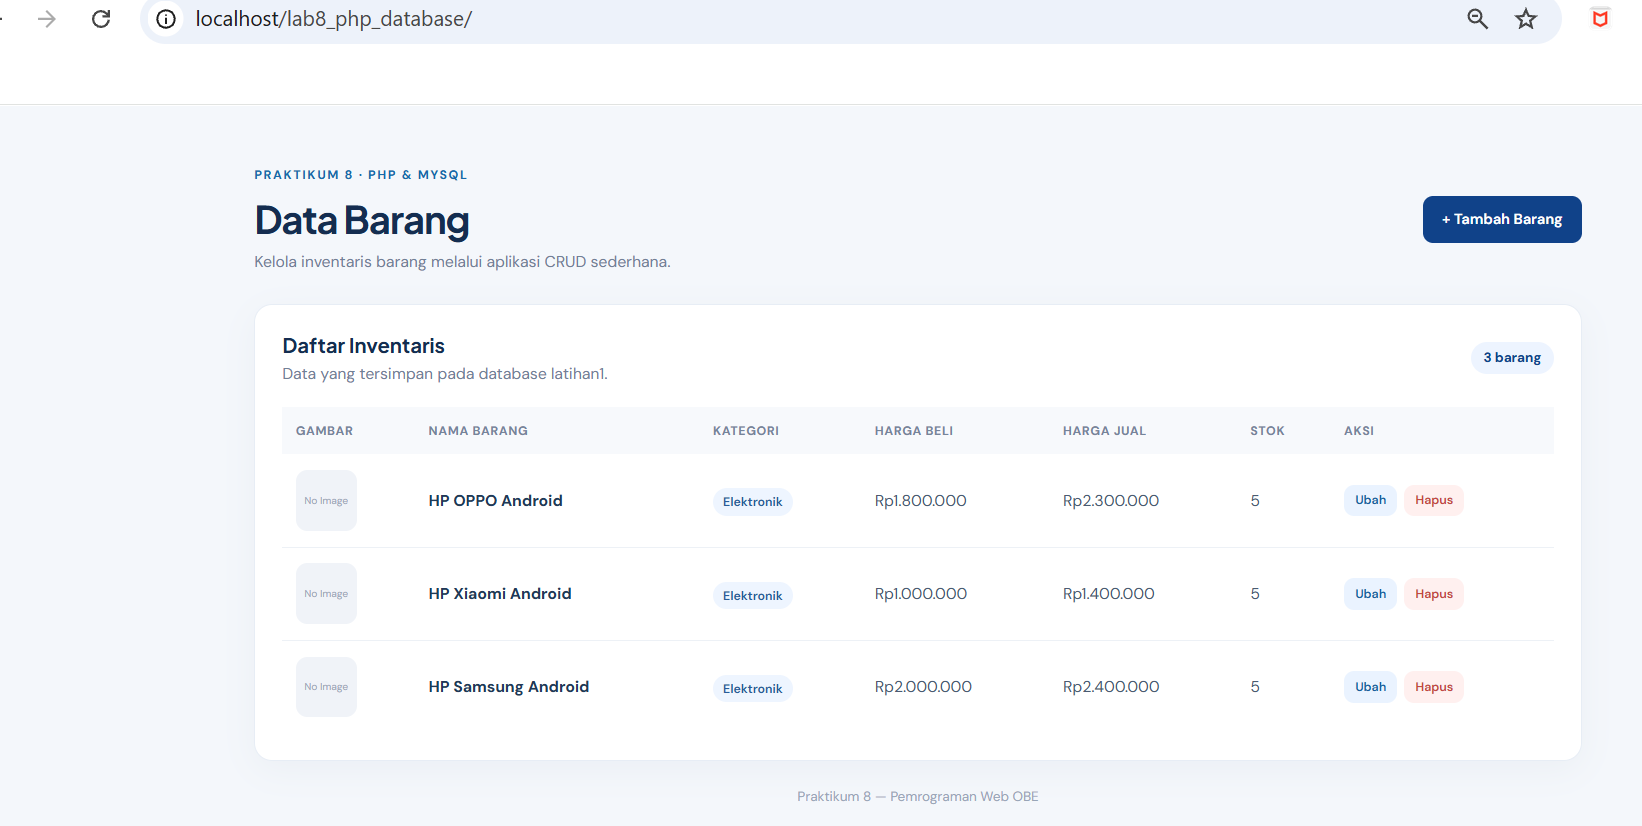 localhost/lab8_php_database/
PRAKTIKUM 8 · PHP & MYSQL
Data Barang
+ Tambah Barang
Kelola inventaris barang melalui aplikasi CRUD sederhana.
Daftar Inventaris
3 barang
Data yang tersimpan pada database latihan1.
GAMBAR NAMA BARANG KATEGORI HARGA BELI HARGA JUAL STOK AKSI
No Image HP OPPO Android Elektronik Rp1.800.000 Rp2.300.000 5 Ubah Hapus
No Image HP Xiaomi Android Elektronik Rp1.000.000 Rp1.400.000 5 Ubah Hapus
No Image HP Samsung Android Elektronik Rp2.000.000 Rp2.400.000 5 Ubah Hapus
Praktikum 8 — Pemrograman Web OBE